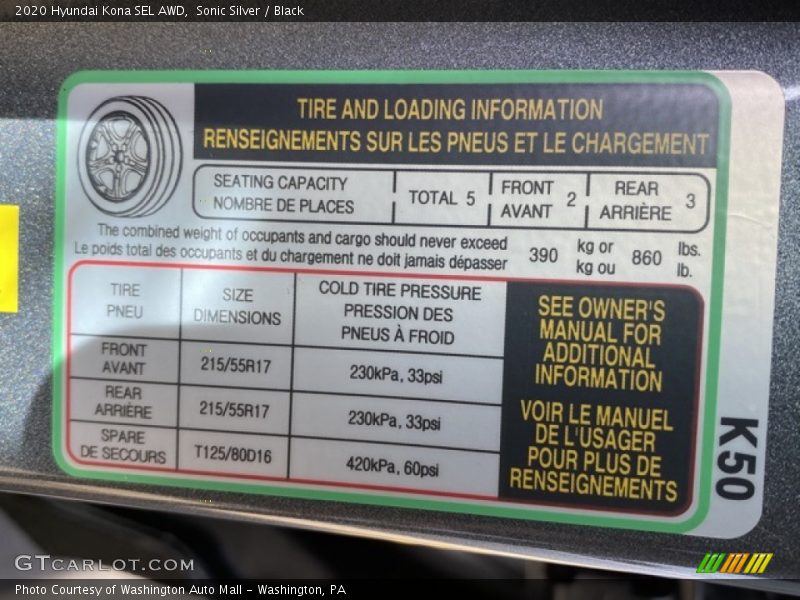 2020 Hyundai Kona SEL AWD,  Sonic Silver / Black
TIRE AND LOADING INFORMATION
RENSEIGNEMENTS SUR LES PNEUS ET LE CHARGEMENT
SEATING CAPACITY
NOMBRE DE PLACES
TOTAL 5
FRONT
AVANT
2
REAR
ARRIÈRE
3
The combined weight of occupants and cargo should never exceed
Le poids total des occupants et du chargement ne doit jamais dépasser
390
kg or
kg ou
860
lbs.
lb.
TIRE
PNEU
SIZE
DIMENSIONS
COLD TIRE PRESSURE
PRESSION DES
PNEUS À FROID
FRONT
AVANT
215/55R17
230kPa, 33psi
REAR
ARRIÈRE
215/55R17
230kPa, 33psi
SPARE
DE SECOURS
T125/80D16
420kPa, 60psi
SEE OWNER'S
MANUAL FOR
ADDITIONAL
INFORMATION
VOIR LE MANUEL
DE L'USAGER
POUR PLUS DE
RENSEIGNEMENTS
K50
GTCARLOT.COM
Photo Courtesy of Washington Auto Mall - Washington, PA